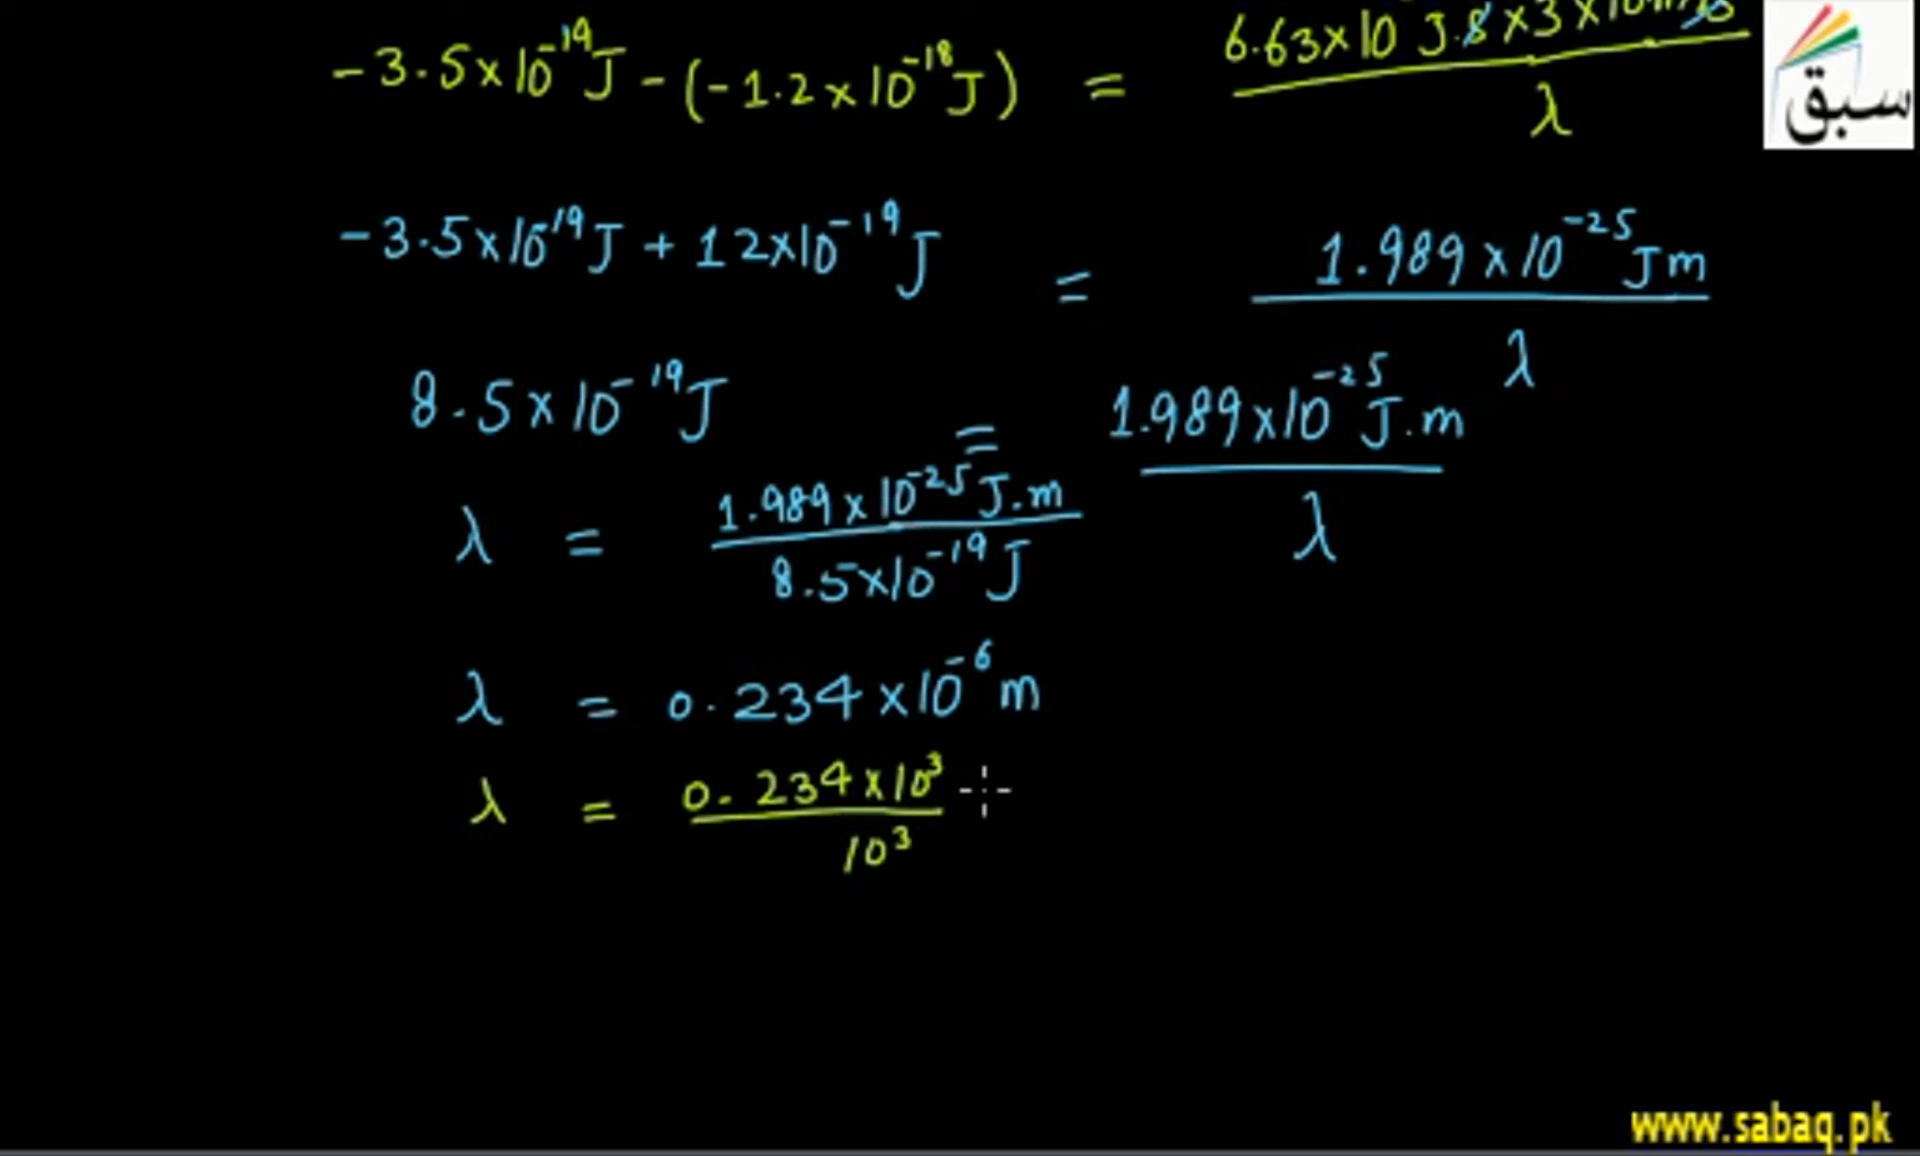 -3.5×10⁻¹⁹J - (-1.2×10⁻¹⁸J) = 6.63×10 J.s×3×10
λ
سبق
-3.5×10⁻¹⁹J + 12×10⁻¹⁹J = 1.989×10⁻²⁵Jm
λ
8.5×10⁻¹⁹J = 1.989×10⁻²⁵J.m
λ
λ = 1.989×10⁻²⁵J.m
8.5×10⁻¹⁹J
λ = 0.234×10⁻⁶m
λ = 0.234×10³
10³
www.sabaq.pk